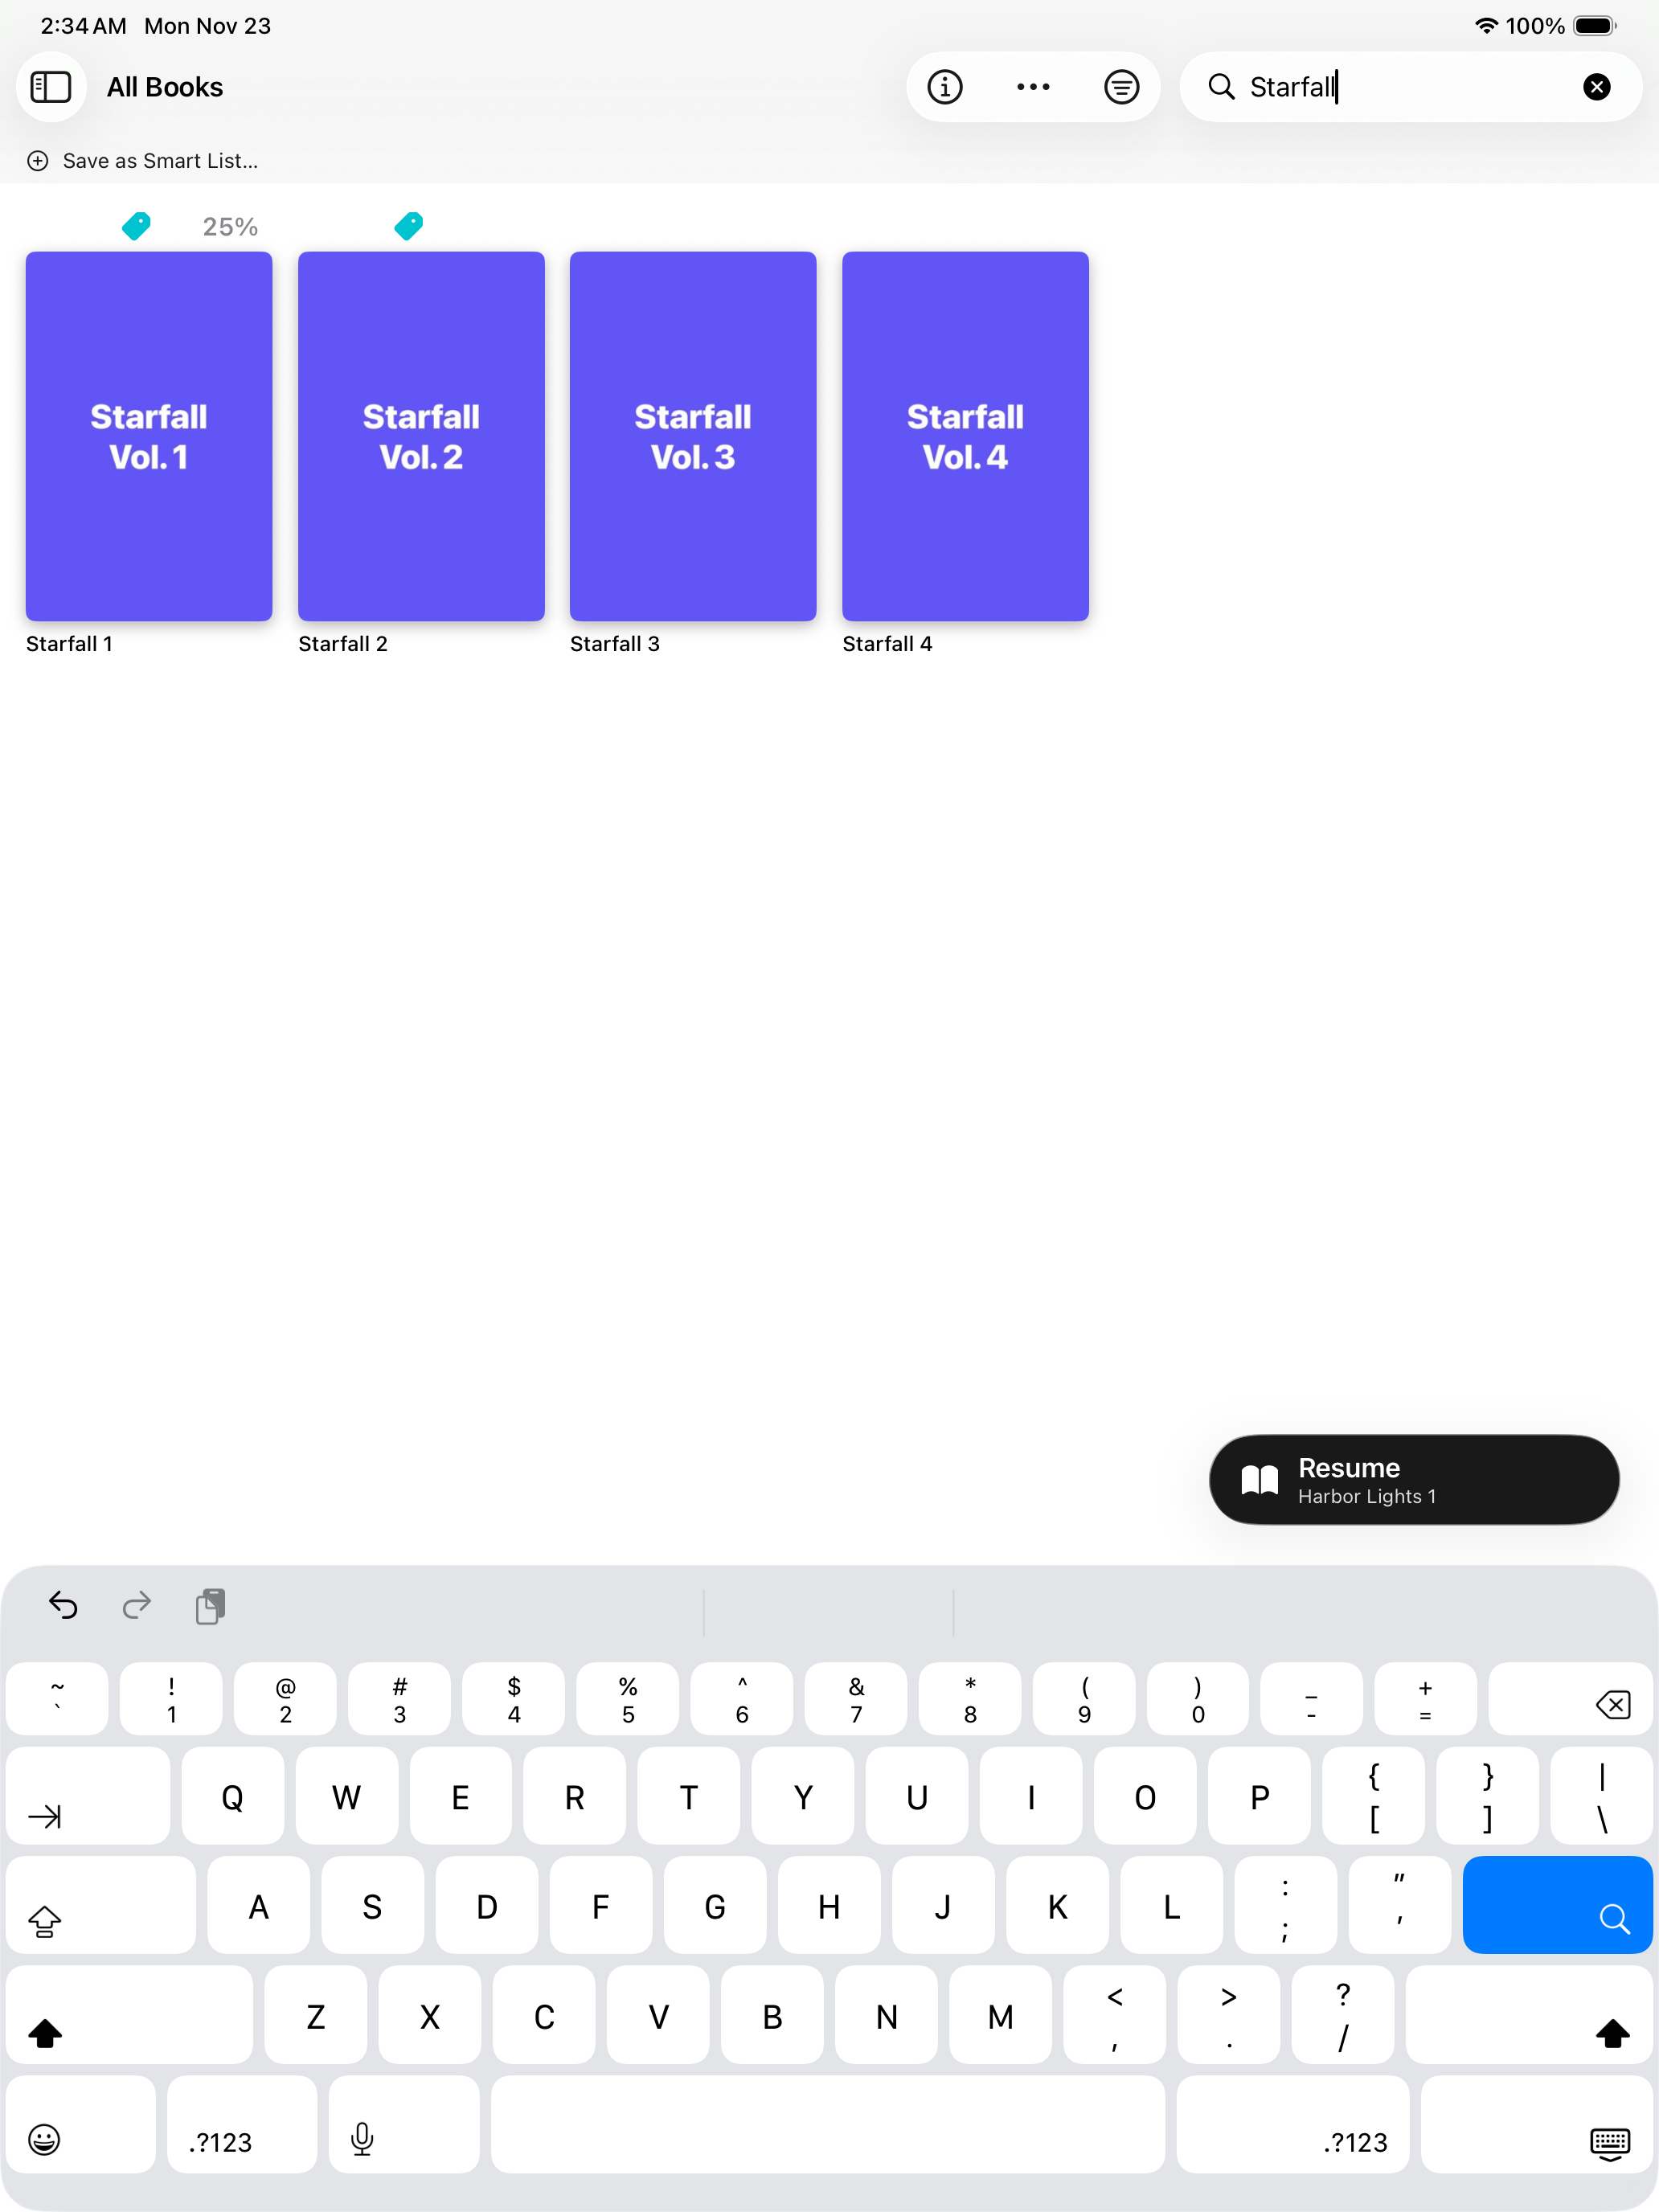 2:34 AM Mon Nov 23
100%
All Books
Starfall
Save as Smart List...
25%
Starfall
Vol. 1
Starfall
Vol. 2
Starfall
Vol. 3
Starfall
Vol. 4
Starfall 1
Starfall 2
Starfall 3
Starfall 4
Resume
Harbor Lights 1
~ ! @ # $ % ^ & * ( ) _ +
` 1 2 3 4 5 6 7 8 9 0 - =
Q W E R T Y U I O P { } |
[ ] \
A S D F G H J K L : "
; '
Z X C V B N M < > ?
, . /
.?123 .?123